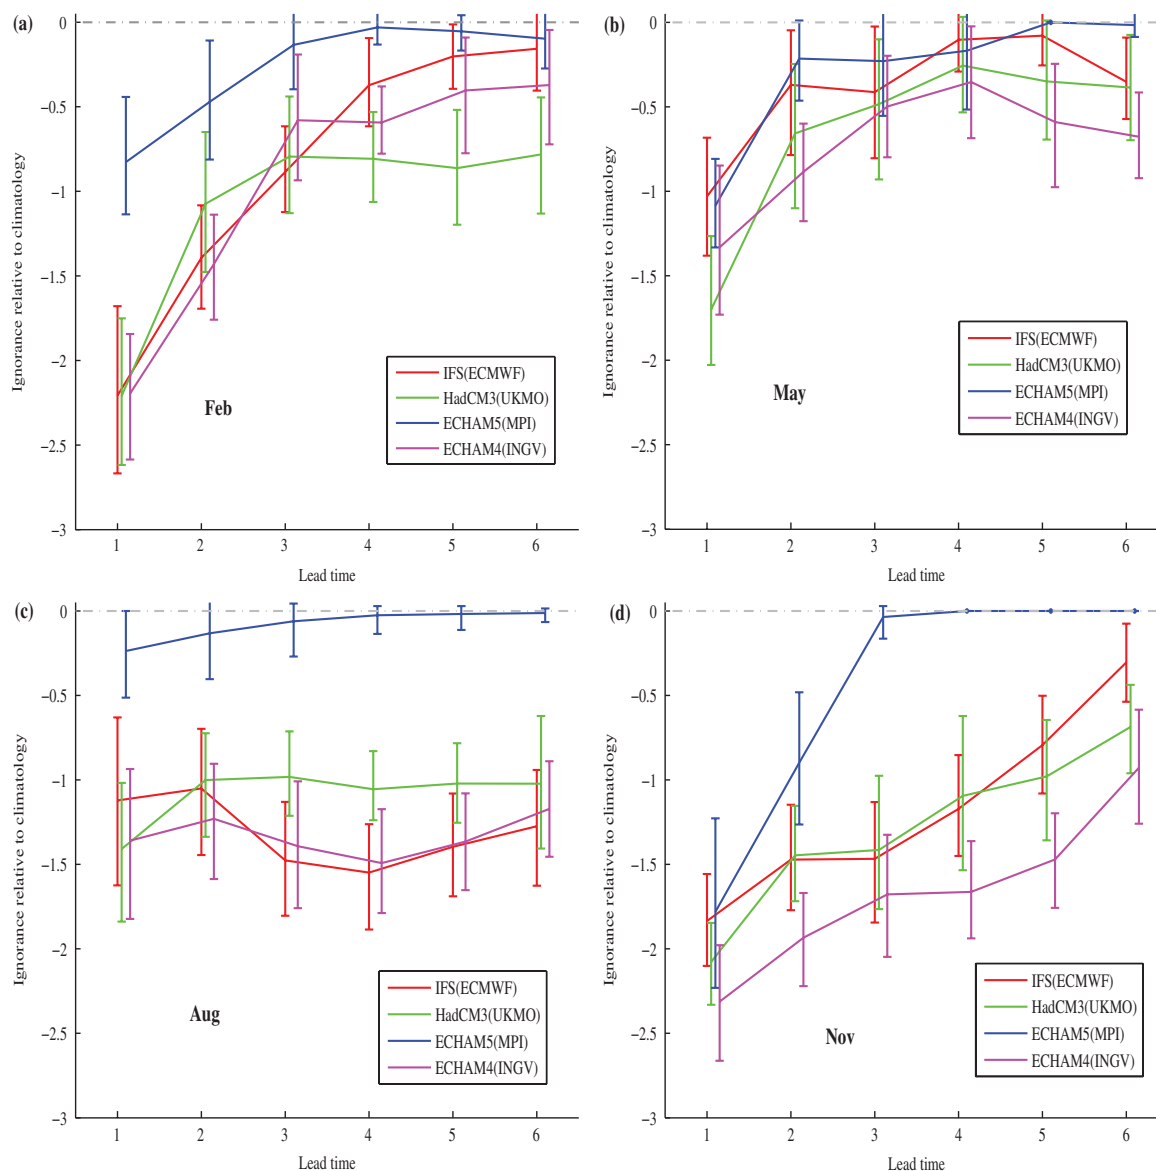 (a)
0
−0.5
−1
−1.5
−2
−2.5
−3
Ignorance relative to climatology
1 2 3 4 5 6
Lead time
Feb
IFS(ECMWF)
HadCM3(UKMO)
ECHAM5(MPI)
ECHAM4(INGV)
(b)
0
−0.5
−1
−1.5
−2
−2.5
−3
Ignorance relative to climatology
1 2 3 4 5 6
Lead time
May
IFS(ECMWF)
HadCM3(UKMO)
ECHAM5(MPI)
ECHAM4(INGV)
(c)
0
−0.5
−1
−1.5
−2
−2.5
−3
Ignorance relative to climatology
1 2 3 4 5 6
Lead time
Aug
IFS(ECMWF)
HadCM3(UKMO)
ECHAM5(MPI)
ECHAM4(INGV)
(d)
0
−0.5
−1
−1.5
−2
−2.5
−3
Ignorance relative to climatology
1 2 3 4 5 6
Lead time
Nov
IFS(ECMWF)
HadCM3(UKMO)
ECHAM5(MPI)
ECHAM4(INGV)